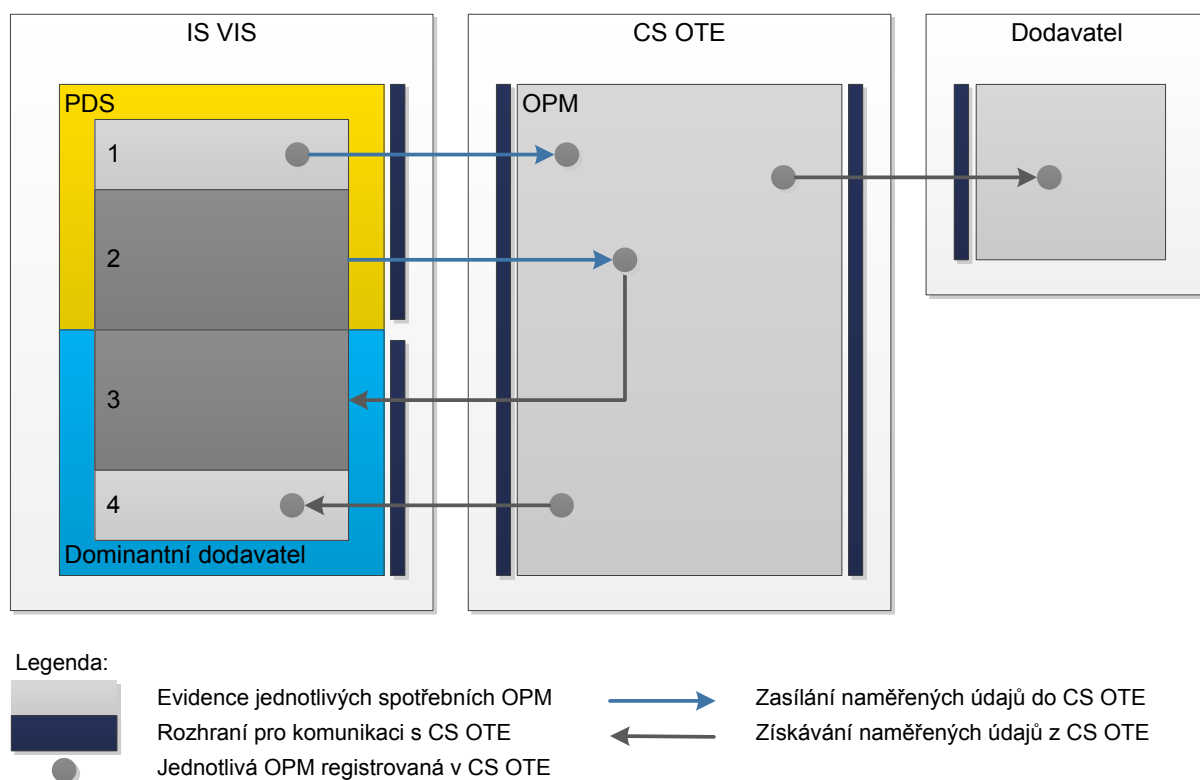 IS VIS
CS OTE
Dodavatel
PDS
OPM
1
2
3
4
Dominantní dodavatel
Legenda:
Evidence jednotlivých spotřebních OPM
Zasílání naměřených údajů do CS OTE
Rozhraní pro komunikaci s CS OTE
Získávání naměřených údajů z CS OTE
Jednotlivá OPM registrovaná v CS OTE